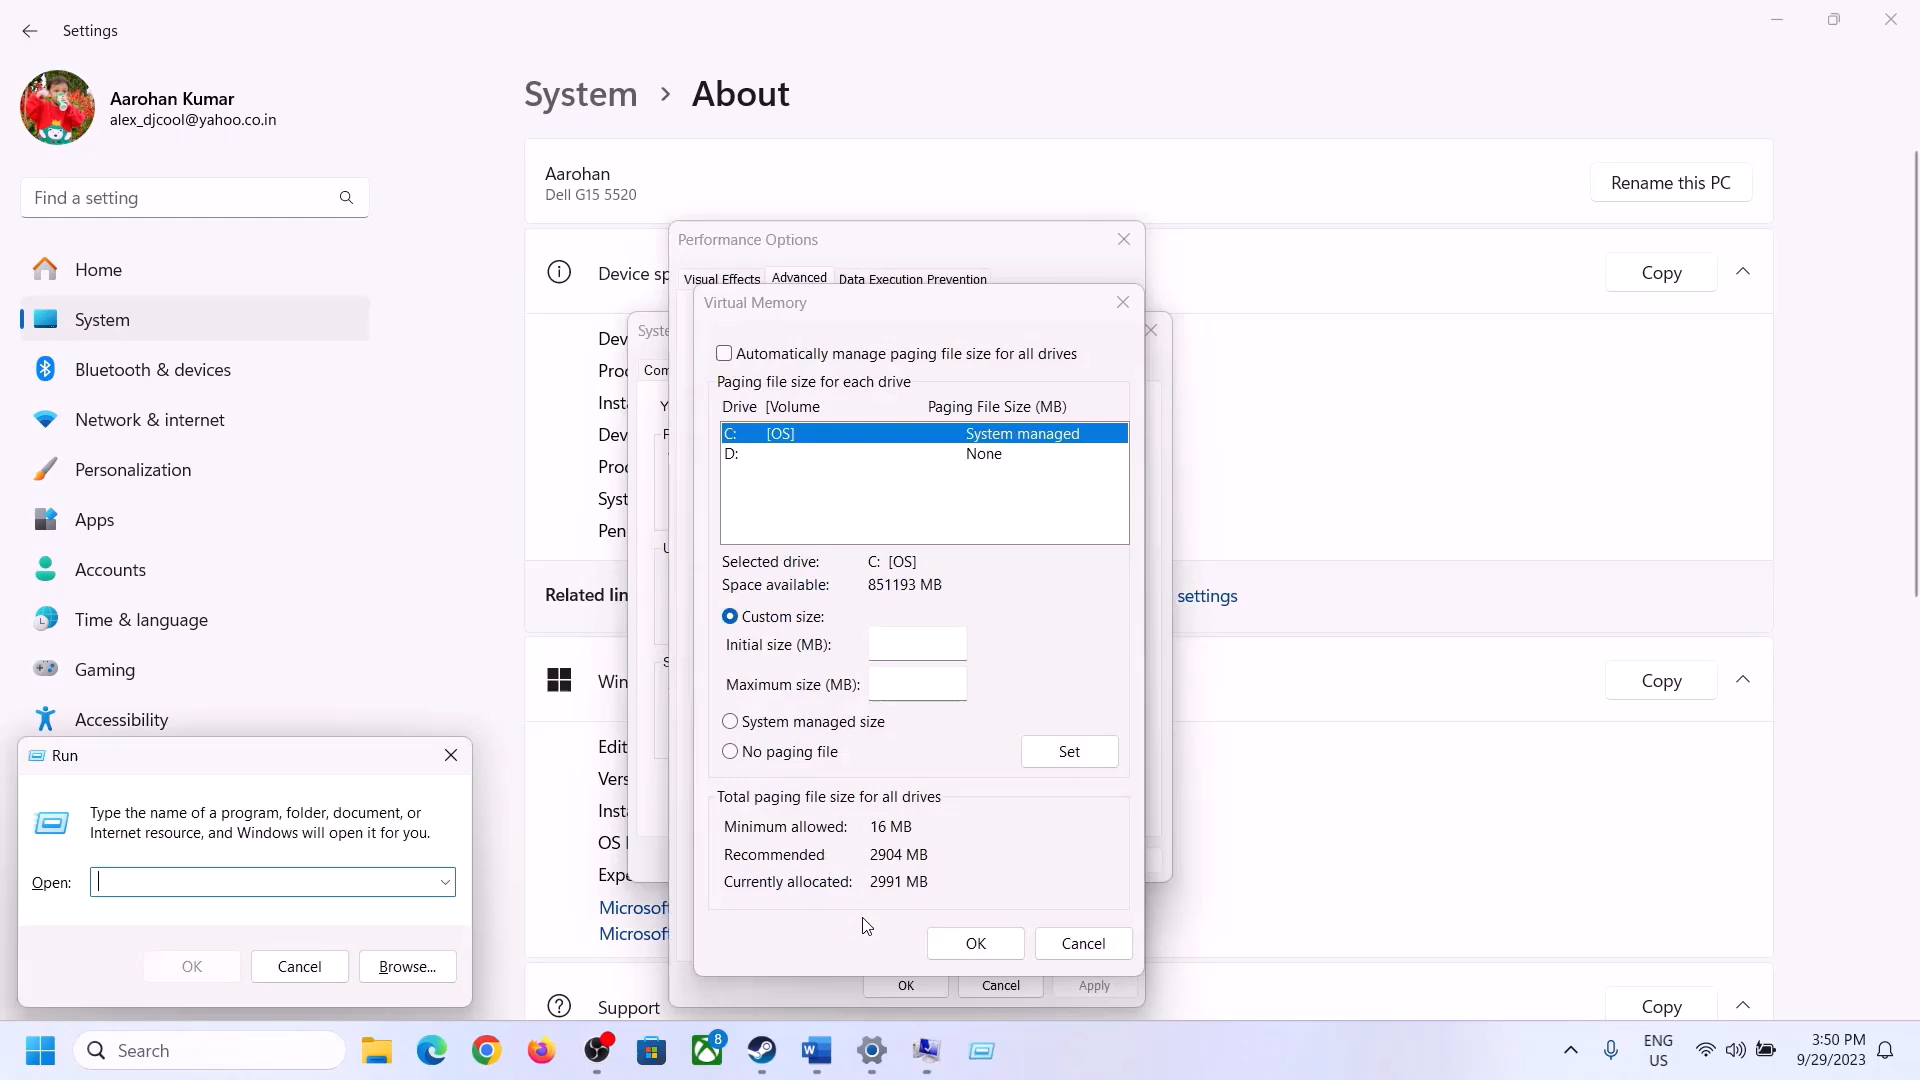 Settings
Aarohan Kumar
alex_djcool@yahoo.co.in
Find a setting
Home
System
Bluetooth & devices
Network & internet
Personalization
Apps
Accounts
Time & language
Gaming
Accessibility
System > About
Aarohan
Dell G15 5520
Rename this PC
Device sp
Copy
Dev
Proc
Insta
Dev
Proc
Syst
Pen
Related lin
settings
Win
Copy
Edit
Vers
Insta
OS
Expe
Microsoft
Microsoft
Support
Copy
Syste
Com
Y
Performance Options
Visual Effects
Advanced
Data Execution Prevention
OK
Cancel
Apply
Virtual Memory
Automatically manage paging file size for all drives
Paging file size for each drive
Drive [Volume Paging File Size (MB)
C: [OS] System managed
D: None
Selected drive: C: [OS]
Space available: 851193 MB
Custom size:
Initial size (MB):
Maximum size (MB):
System managed size
No paging file
Set
Total paging file size for all drives
Minimum allowed: 16 MB
Recommended 2904 MB
Currently allocated: 2991 MB
OK
Cancel
Run
Type the name of a program, folder, document, or
Internet resource, and Windows will open it for you.
Open:
OK
Cancel
Browse...
Search
8
ENG
US
3:50 PM
9/29/2023